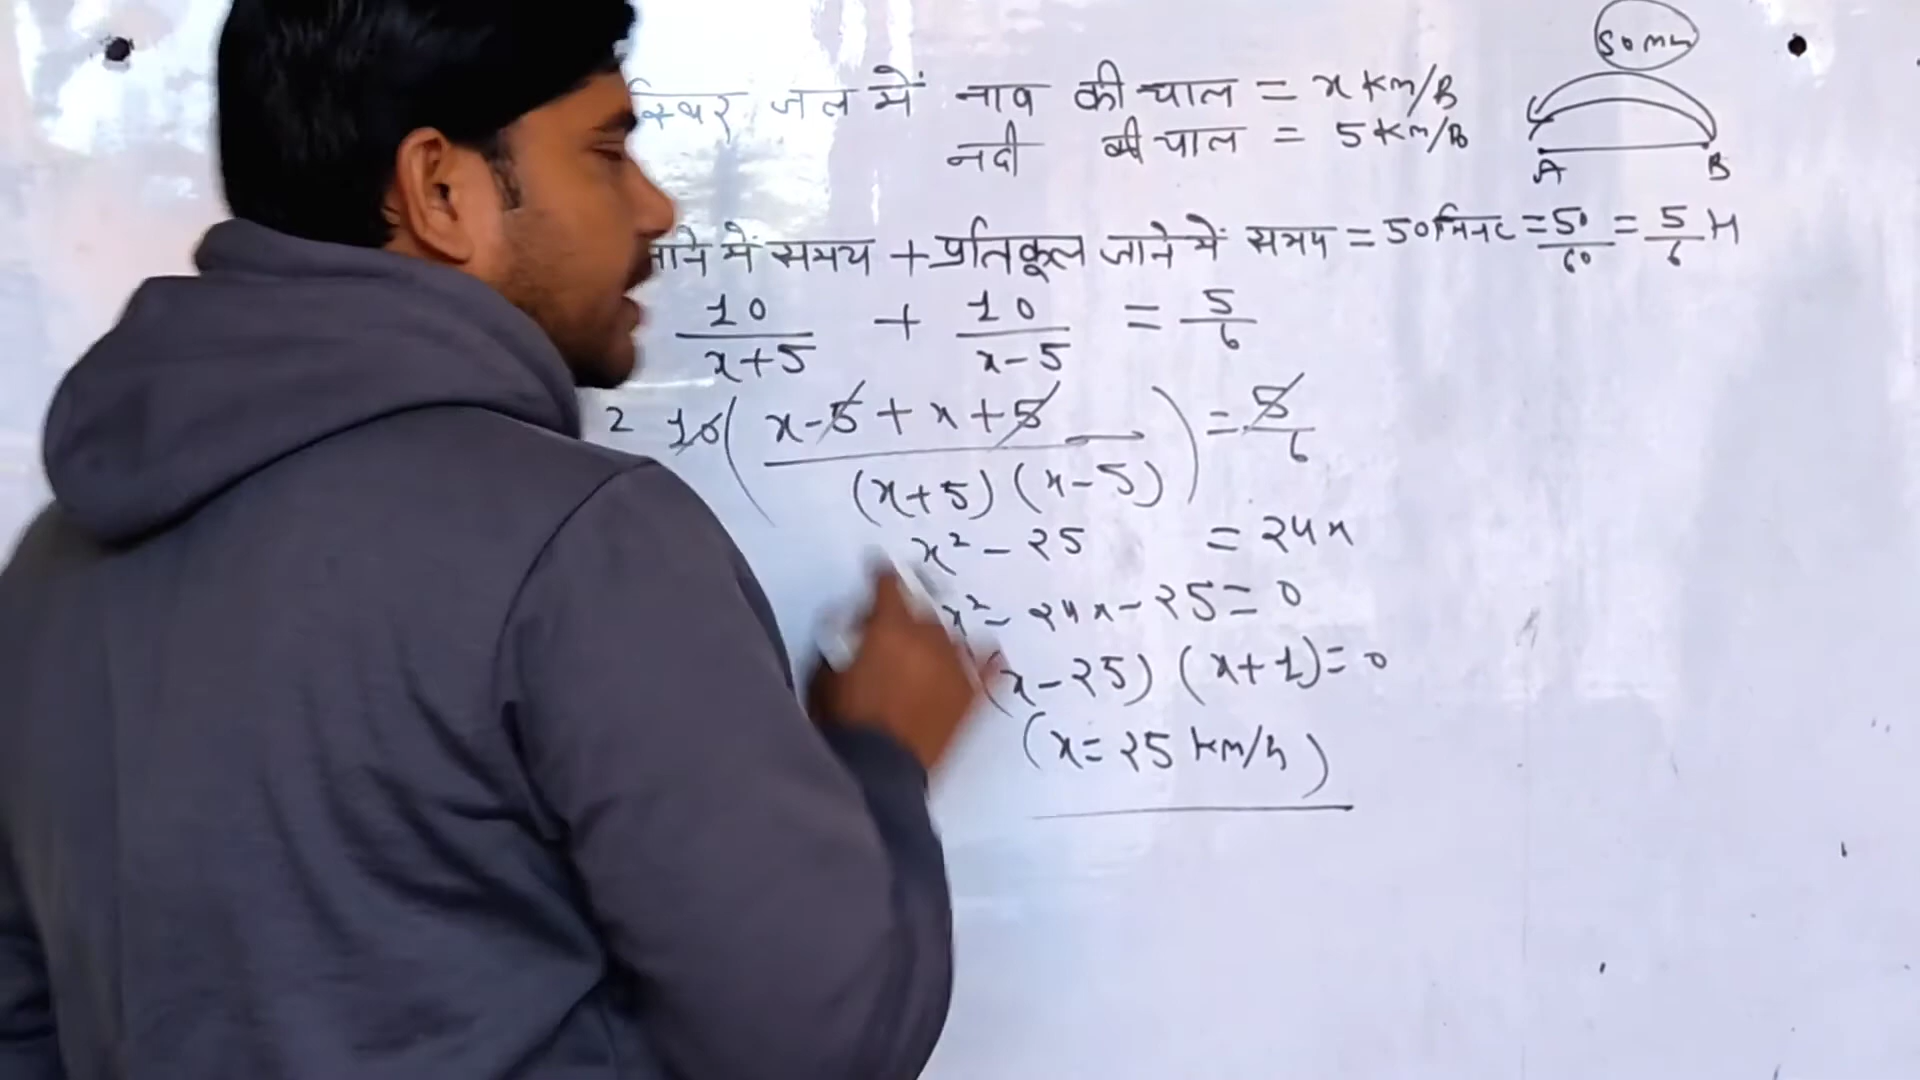 50 min
स्थर जल में नाव की चाल = x km/h
नदी की चाल = 5 km/h
A B
जाने में समय + प्रतिकूल जाने में समय = 50 मिनट = 50/60 = 5/6 H
10/(x+5) + 10/(x-5) = 5/6
2 10 ( (x-5+x+5) / ((x+5)(x-5)) ) = 5/6
x² - 25 = 24x
x² - 24x - 25 = 0
(x-25) (x+1) = 0
(x = 25 km/h)